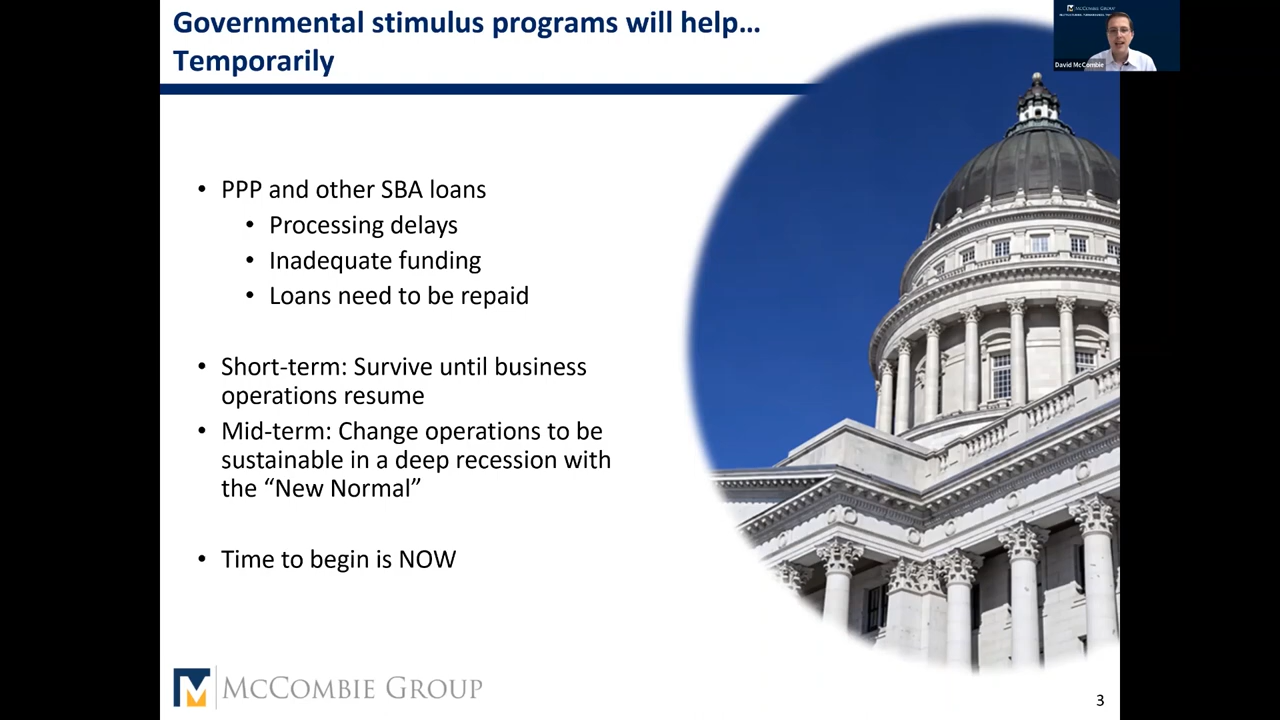 Governmental stimulus programs will help…
Temporarily
McCombie Group
David McCombie
• PPP and other SBA loans
• Processing delays
• Inadequate funding
• Loans need to be repaid
• Short-term: Survive until business
operations resume
• Mid-term: Change operations to be
sustainable in a deep recession with
the “New Normal”
• Time to begin is NOW
McCombie Group
3